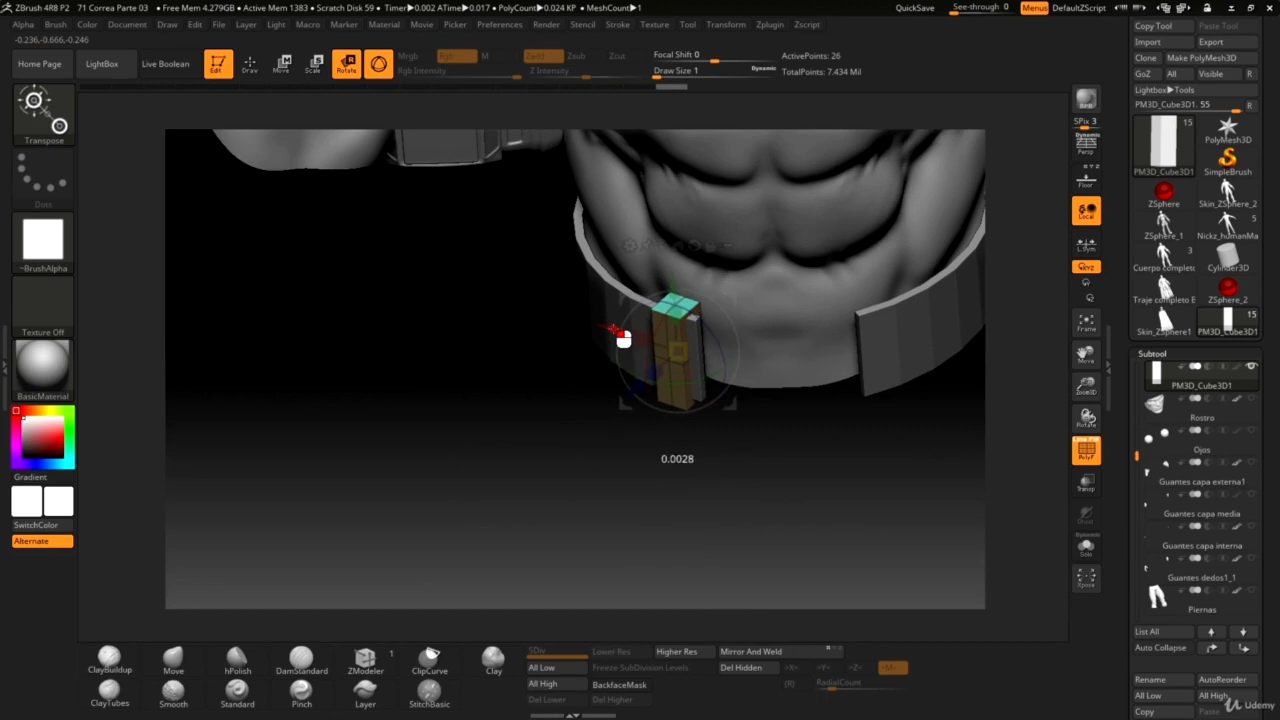 ZBrush 4R8 P2 71 Correa Parte 03 • Free Mem 4.279GB • Active Mem 1383 • Scratch Disk 59 • Timer▶0.002 ATime▶0.017 • PolyCount▶0.024 KP • MeshCount▶1
QuickSave See-through 0 Menus DefaultZScript
Alpha Brush Color Document Draw Edit File Layer Light Macro Marker Material Movie Picker Preferences Render Stencil Stroke Texture Tool Transform Zplugin Zscript
-0.236,-0.666,-0.246
Home Page LightBox Live Boolean Edit Draw Move Scale Rotate
Mrgb Rgb M Zadd Zsub Zcut
Rgb Intensity Z Intensity
Focal Shift 0
Draw Size 1 Dynamic
ActivePoints: 26
TotalPoints: 7.434 Mil
Transpose
Dots
~BrushAlpha
Texture Off
BasicMaterial
Gradient
SwitchColor
Alternate
0.0028
BPR
SPix 3
Dynamic
Persp
Floor
Local
L.Sym
XYZ
Frame
Move
Zoom3D
Rotate
Line Fill
PolyF
Transp
Ghost
Dynamic
Solo
Xpose
Copy Tool Paste Tool
Import Export
Clone Make PolyMesh3D
GoZ All Visible R
Lightbox▶Tools
PM3D_Cube3D1. 55 R
15
PM3D_Cube3D1 PolyMesh3D
SimpleBrush
ZSphere Skin_ZSphere_2
5
ZSphere_1 Nickz_humanMa
3
Cuerpo complet Cylinder3D
Traje completo E ZSphere_2
15
Skin_ZSphere1 PM3D_Cube3D1
Subtool
PM3D_Cube3D1
Rostro
Ojos
Guantes capa externa1
Guantes capa media
Guantes capa interna
Guantes dedos1_1
Piernas
List All
Auto Collapse
Rename AutoReorder
All Low All High
Copy Paste
Udemy
ClayBuildup Move hPolish DamStandard ZModeler 1 ClipCurve Clay
ClayTubes Smooth Standard Pinch Layer StitchBasic
SDiv Lower Res Higher Res Mirror And Weld
All Low Freeze Subdivision Levels Del Hidden >X< >Y< >Z< >M<
All High BackfaceMask (R) RadialCount
Del Lower Del Higher